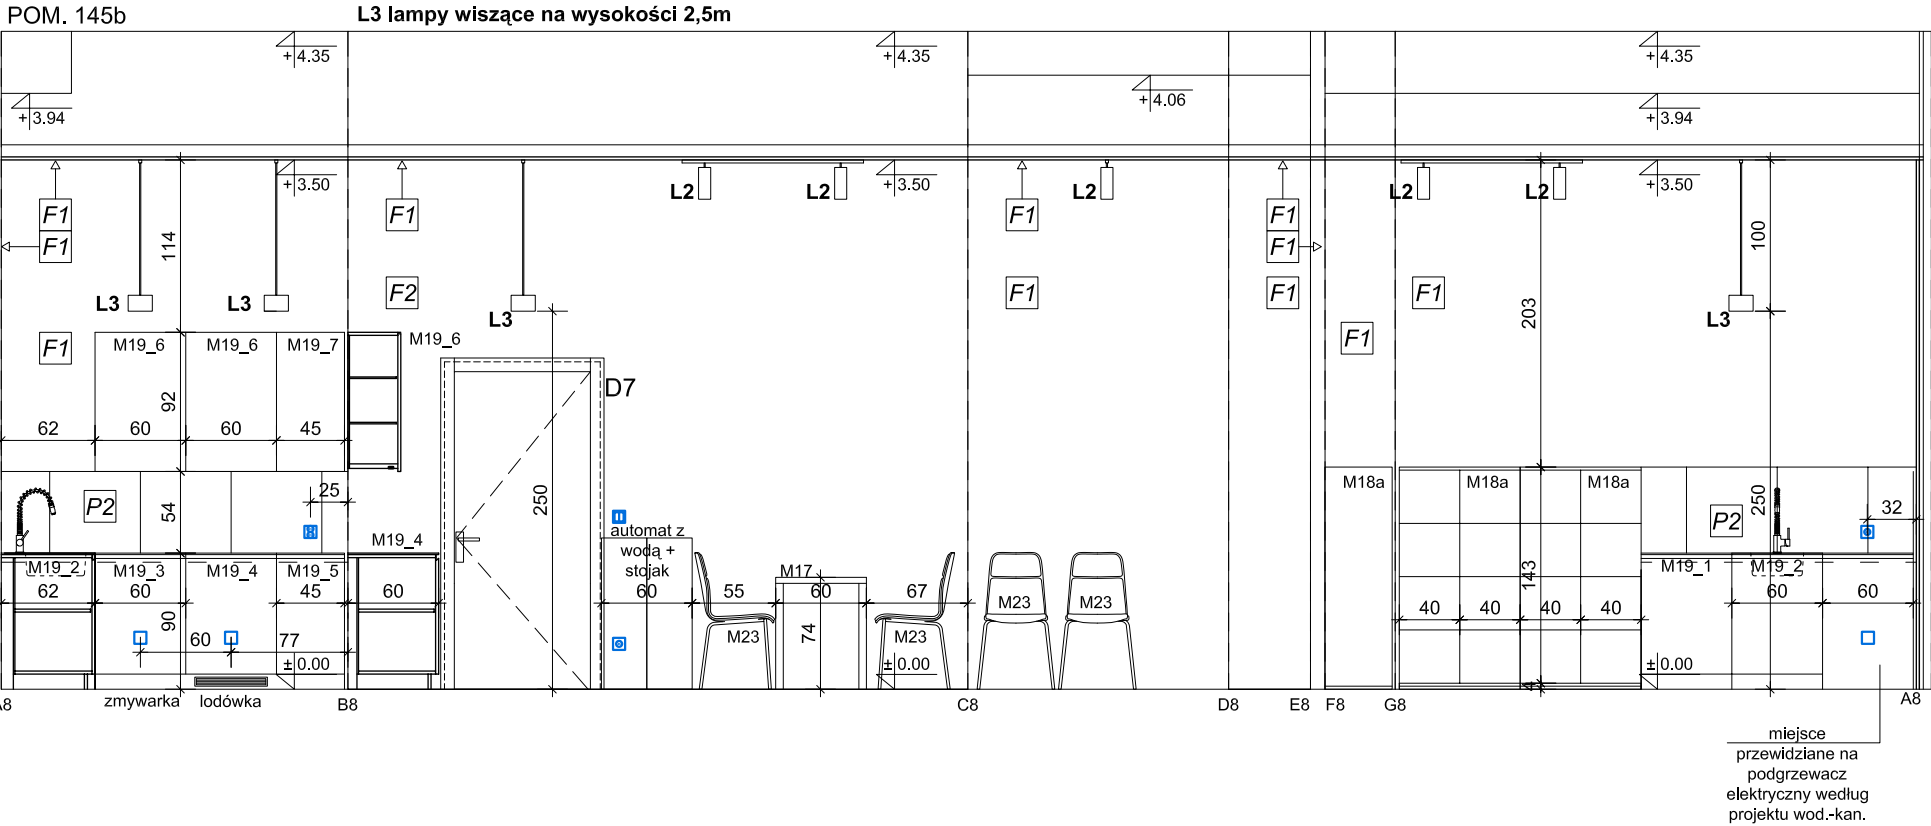 POM. 145b
L3 lampy wiszące na wysokości 2,5m
+4.35
+4.35
+4.35
+3.94
+4.06
+3.94
+3.50
+3.50
+3.50
L2
L2
L2
L2
L2
F1
F1
F1
F1
F1
F1
114
100
L3
L3
F2
L3
F1
F1
F1
203
L3
F1
M19_6
M19_6
M19_7
M19_6
F1
D7
92
62
60
60
45
25
P2
54
250
M18a
M18a
M18a
250
32
P2
automat z
wodą +
stojak
M19_4
M19_2
M19_3
M19_4
M19_5
M17
M19_1
M19_2
62
60
45
60
60
55
60
67
143
60
60
M23
M23
40
40
40
40
90
60
77
M23
74
M23
±0.00
±0.00
±0.00
4
A8
zmywarka
lodówka
B8
C8
D8
E8
F8
G8
A8
miejsce
przewidziane na
podgrzewacz
elektryczny według
projektu wod.-kan.